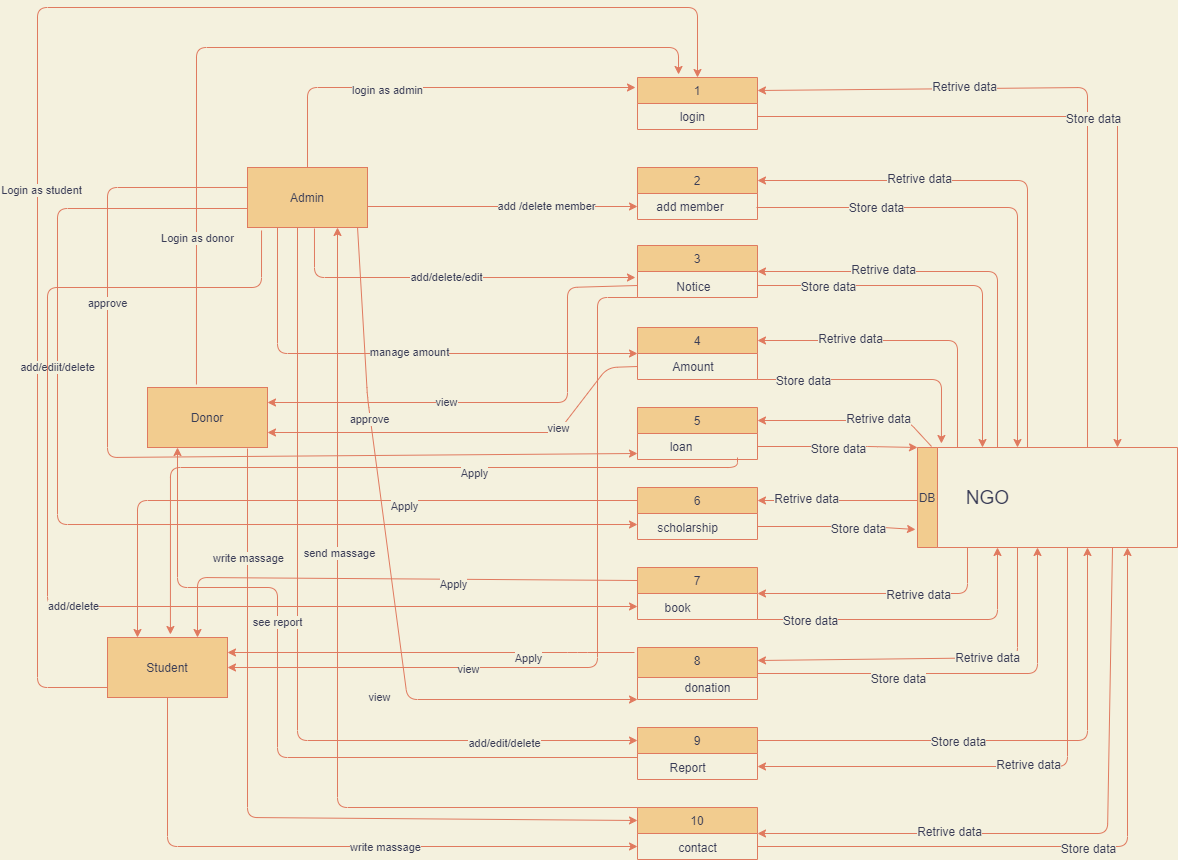 Retrive data
1
login as admin
login
Store data
Login as student
Admin
2
Retrive data
add /delete member
add member
Store data
Login as donor
3
Retrive data
add/delete/edit
Notice
Store data
approve
4
Retrive data
manage amount
add/ediit/delete
Amount
Store data
view
Donor
approve
view
5
Retrive data
loan
Store data
Apply
6
Retrive data
DB
NGO
Apply
scholarship
Store data
write massage
send massage
7
Apply
Retrive data
add/delete
book
see report
Store data
Student
Apply
view
8
Retrive data
Store data
donation
view
9
add/edit/delete
Store data
Report
Retrive data
10
Retrive data
write massage
contact
Store data